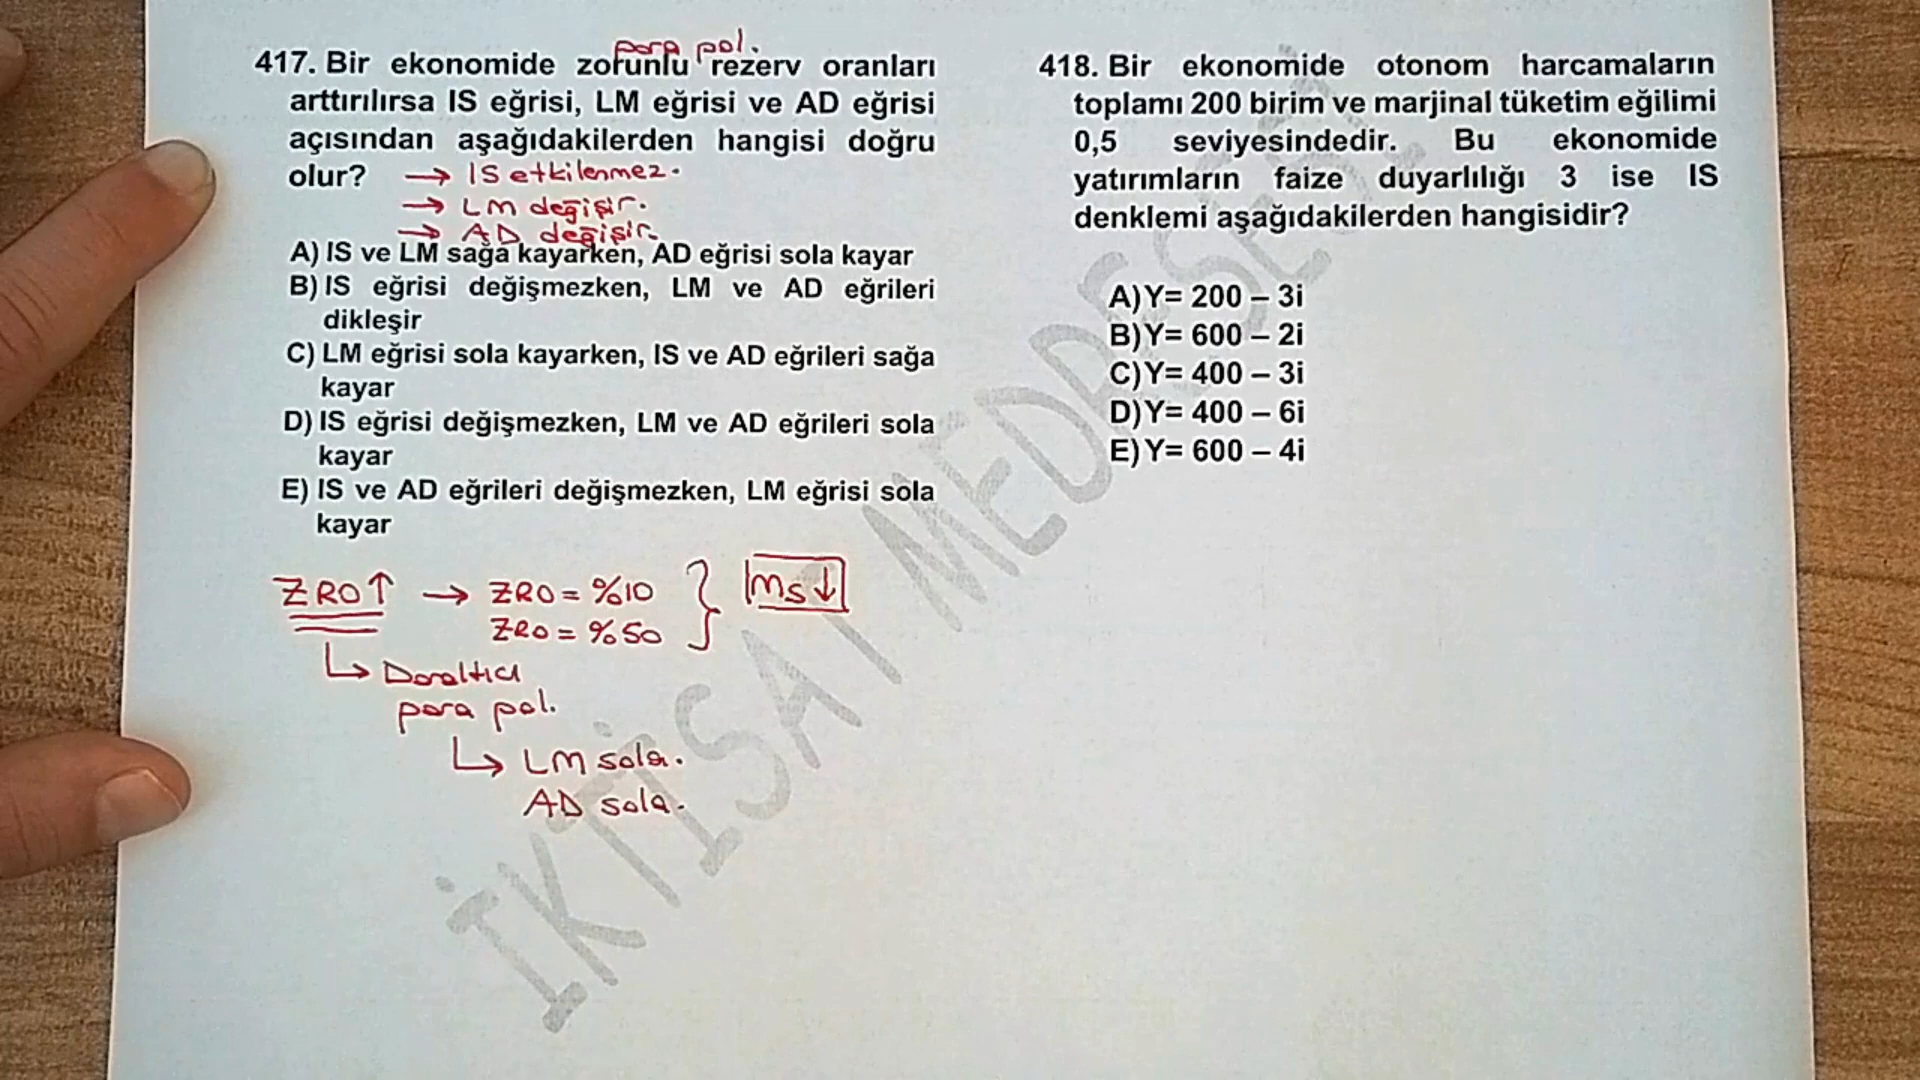 para pol.
417. Bir ekonomide zorunlu rezerv oranları
arttırılırsa IS eğrisi, LM eğrisi ve AD eğrisi
açısından aşağıdakilerden hangisi doğru
olur? → IS etkilenmez.
→ LM değişir.
→ AD değişir.
A) IS ve LM sağa kayarken, AD eğrisi sola kayar
B) IS eğrisi değişmezken, LM ve AD eğrileri
dikleşir
C) LM eğrisi sola kayarken, IS ve AD eğrileri sağa
kayar
D) IS eğrisi değişmezken, LM ve AD eğrileri sola
kayar
E) IS ve AD eğrileri değişmezken, LM eğrisi sola
kayar
ZRO↑ → ZRO = %10 } Ms↓
ZRO = %50
↳ Daraltıcı
para pol.
↳ LM sola.
AD sola.
418. Bir ekonomide otonom harcamaların
toplamı 200 birim ve marjinal tüketim eğilimi
0,5 seviyesindedir. Bu ekonomide
yatırımların faize duyarlılığı 3 ise IS
denklemi aşağıdakilerden hangisidir?
A) Y= 200 – 3i
B) Y= 600 – 2i
C) Y= 400 – 3i
D) Y= 400 – 6i
E) Y= 600 – 4i
İKTİSAT MEDRESESİ